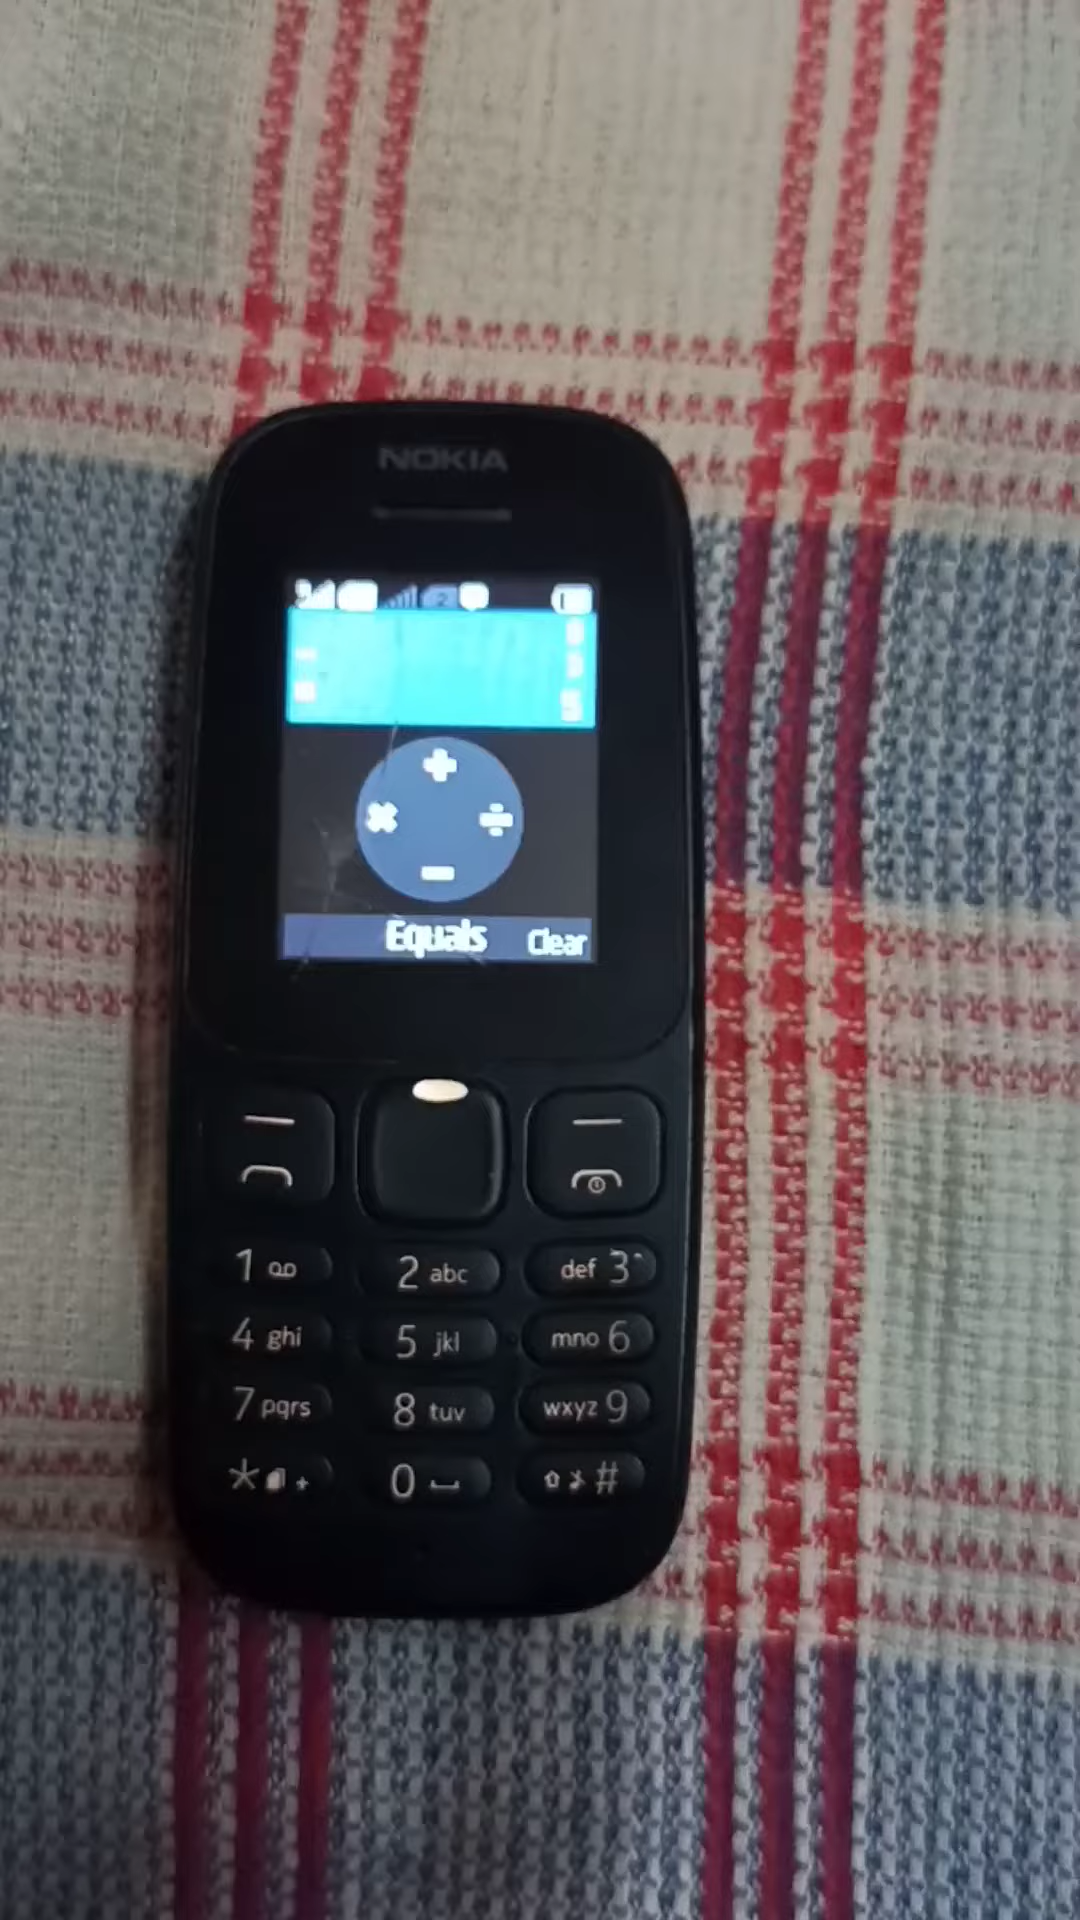 NOKIA
2
Equals Clear
1 2 abc def 3
4 ghi 5 jkl mno 6
7 pqrs 8 tuv wxyz 9
* + 0 #